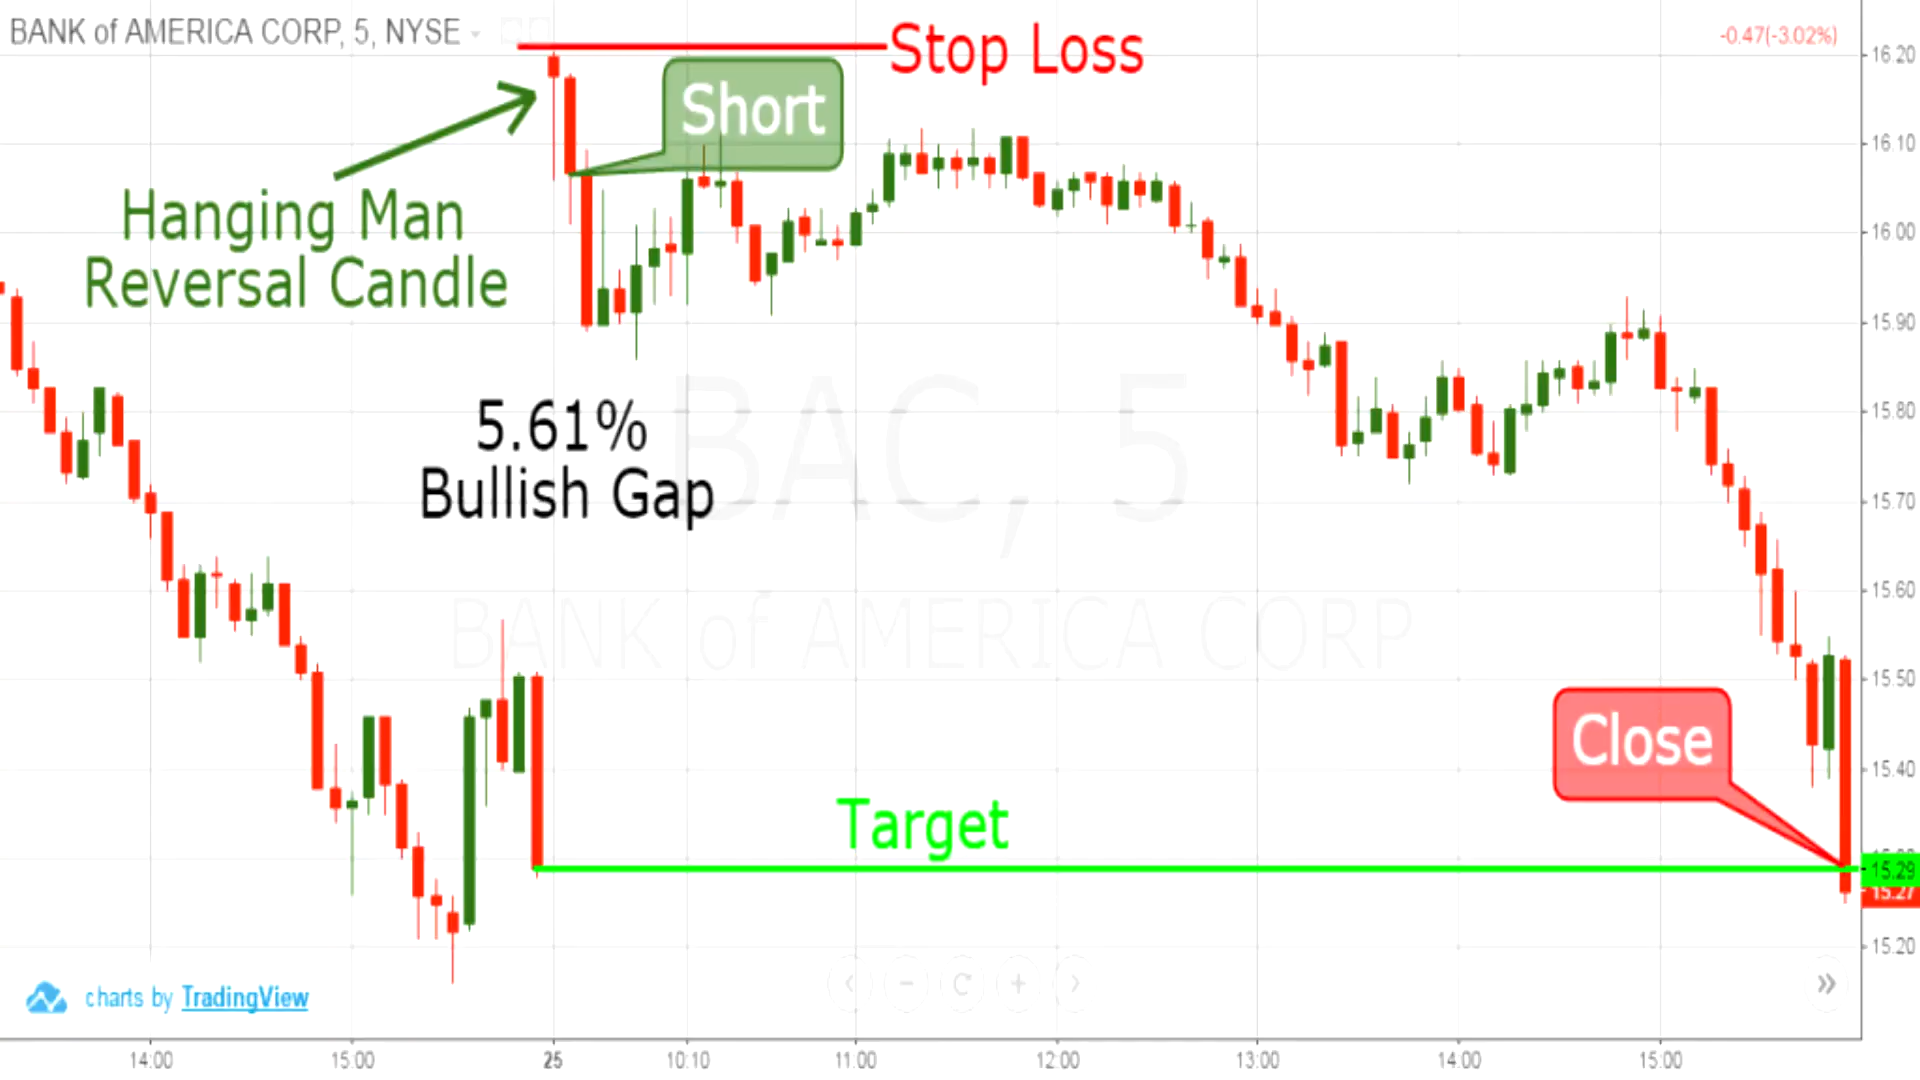 BANK of AMERICA CORP, 5, NYSE
-0.47(-3.02%)
Stop Loss
16.20
Short
16.10
Hanging Man
Reversal Candle
16.00
15.90
BAC, 5
5.61%
Bullish Gap
15.80
15.70
15.60
BANK of AMERICA CORP
15.50
Close
15.40
Target
15.29
15.27
15.20
charts by TradingView
14:00 15:00 25 10:10 11:00 12:00 13:00 14:00 15:00